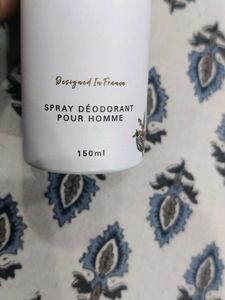 Designed In France
SPRAY DÉODORANT
POUR HOMME
150ml